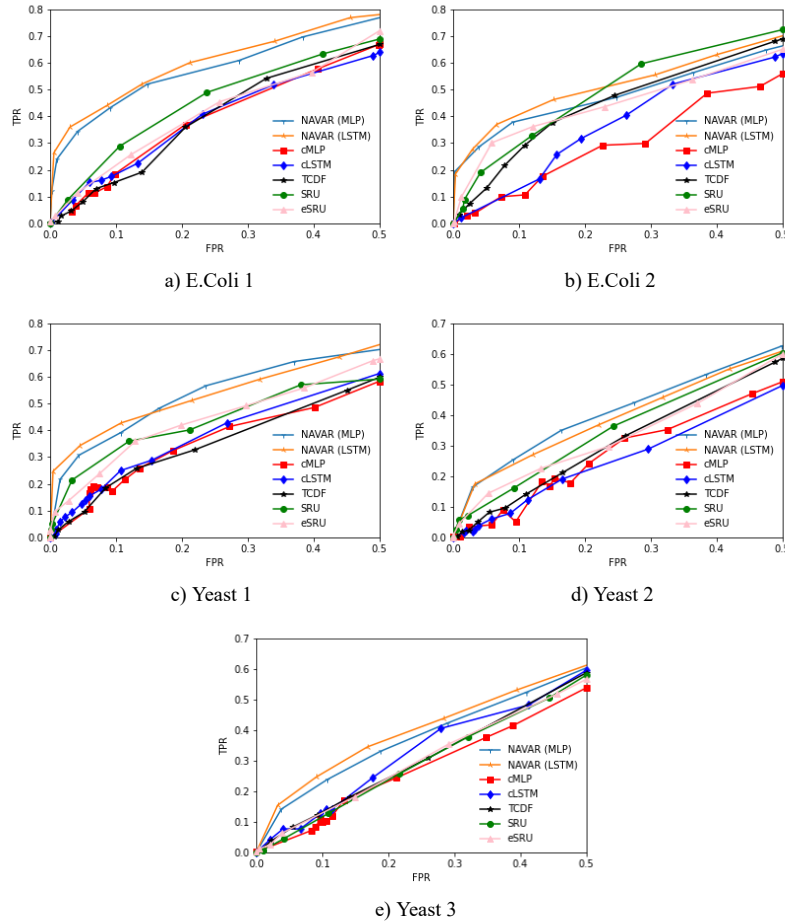 0.8
0.7
0.6
0.5
0.4
0.3
0.2
0.1
0.0
TPR
NAVAR (MLP)
NAVAR (LSTM)
cMLP
cLSTM
TCDF
SRU
eSRU
0.0 0.1 0.2 0.3 0.4 0.5
FPR
a) E.Coli 1
0.8
0.7
0.6
0.5
0.4
0.3
0.2
0.1
0.0
TPR
NAVAR (MLP)
NAVAR (LSTM)
cMLP
cLSTM
TCDF
SRU
eSRU
0.0 0.1 0.2 0.3 0.4 0.5
FPR
b) E.Coli 2
0.8
0.7
0.6
0.5
0.4
0.3
0.2
0.1
0.0
TPR
NAVAR (MLP)
NAVAR (LSTM)
cMLP
cLSTM
TCDF
SRU
eSRU
0.0 0.1 0.2 0.3 0.4 0.5
FPR
c) Yeast 1
0.7
0.6
0.5
0.4
0.3
0.2
0.1
0.0
TPR
NAVAR (MLP)
NAVAR (LSTM)
cMLP
cLSTM
TCDF
SRU
eSRU
0.0 0.1 0.2 0.3 0.4 0.5
FPR
d) Yeast 2
0.7
0.6
0.5
0.4
0.3
0.2
0.1
0.0
TPR
NAVAR (MLP)
NAVAR (LSTM)
cMLP
cLSTM
TCDF
SRU
eSRU
0.0 0.1 0.2 0.3 0.4 0.5
FPR
e) Yeast 3